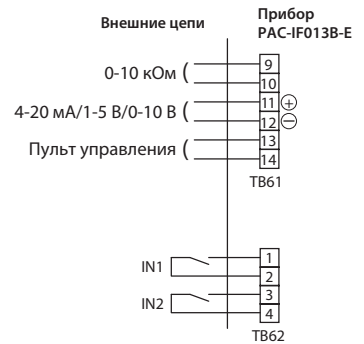 Внешние цепи
Прибор
PAC-IF013B-E
0-10 кОм
9
10
4-20 мА/1-5 В/0-10 В
11 +
12 −
Пульт управления
13
14
TB61
IN1
1
2
IN2
3
4
TB62